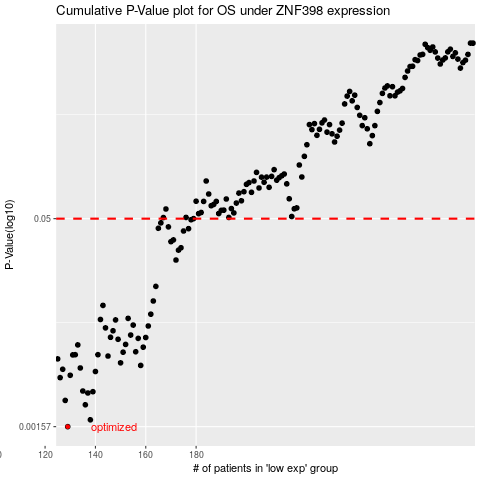 Cumulative P-Value plot for OS under ZNF398 expression
P-Value(log10)
0.05
0.00157
optimized
0 120 140 160 180
# of patients in 'low exp' group